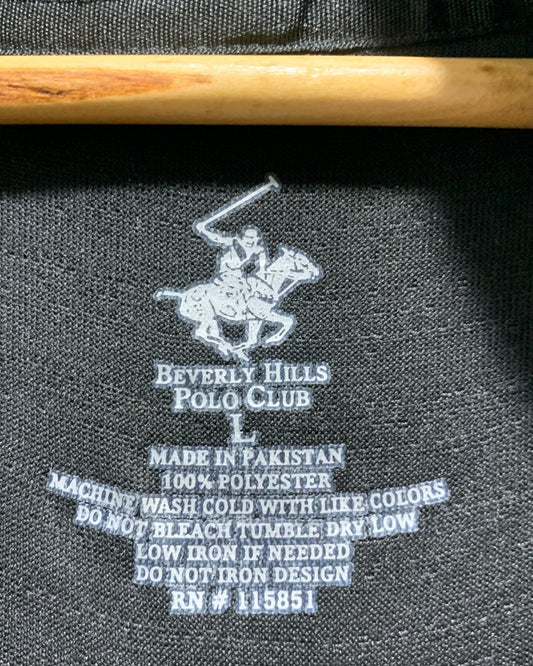 BEVERLY HILLS
POLO CLUB
L
MADE IN PAKISTAN
100% POLYESTER
MACHINE WASH COLD WITH LIKE COLORS
DO NOT BLEACH TUMBLE DRY LOW
LOW IRON IF NEEDED
DO NOT IRON DESIGN
RN # 115851